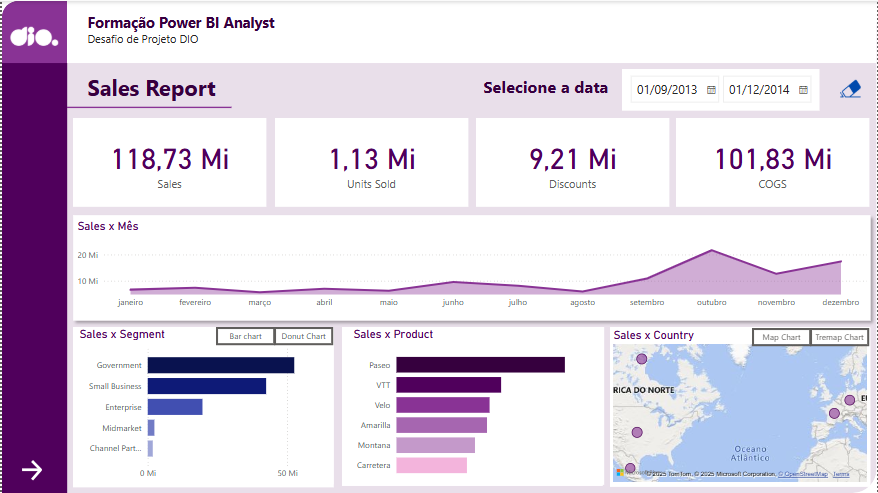 dio.
Formação Power BI Analyst
Desafio de Projeto DIO
Sales Report
Selecione a data
01/09/2013
01/12/2014
118,73 Mi
Sales
1,13 Mi
Units Sold
9,21 Mi
Discounts
101,83 Mi
COGS
Sales x Mês
20 Mi
10 Mi
janeiro
fevereiro
março
abril
maio
junho
julho
agosto
setembro
outubro
novembro
dezembro
Sales x Segment
Bar chart
Donut Chart
Government
Small Business
Enterprise
Midmarket
Channel Part...
0 Mi
50 Mi
Sales x Product
Paseo
VTT
Velo
Amarilla
Montana
Carretera
Sales x Country
Map Chart
Tremap Chart
RICA DO NORTE
Oceano
Atlântico
© 2025 TomTom, © 2025 Microsoft Corporation, © OpenStreetMap Terms